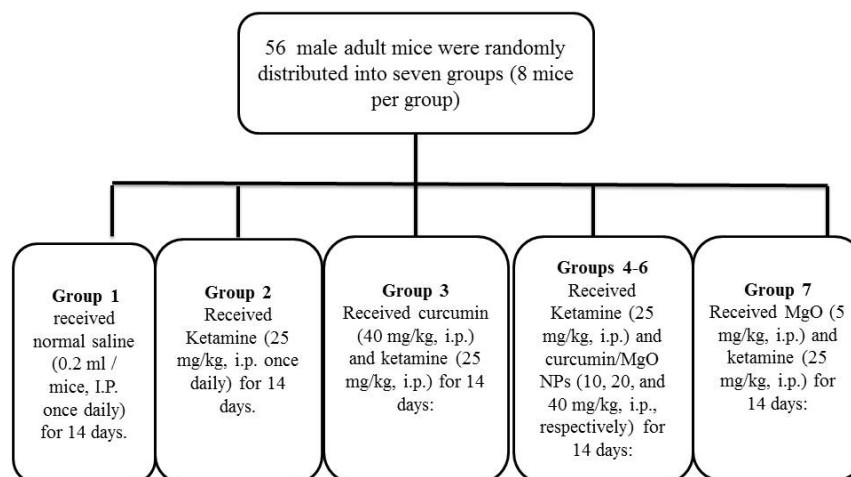 56 male adult mice were randomly
distributed into seven groups (8 mice
per group)
Group 1
received
normal saline
(0.2 ml /
mice, I.P.
once daily)
for 14 days.
Group 2
Received
Ketamine (25
mg/kg, i.p. once
daily) for 14
days.
Group 3
Received curcumin
(40 mg/kg, i.p.)
and ketamine (25
mg/kg, i.p.) for 14
days:
Groups 4-6
Received
Ketamine (25
mg/kg, i.p.) and
curcumin/MgO
NPs (10, 20, and
40 mg/kg, i.p.,
respectively) for
14 days:
Group 7
Received MgO (5
mg/kg, i.p.) and
ketamine (25
mg/kg, i.p.) for
14 days: